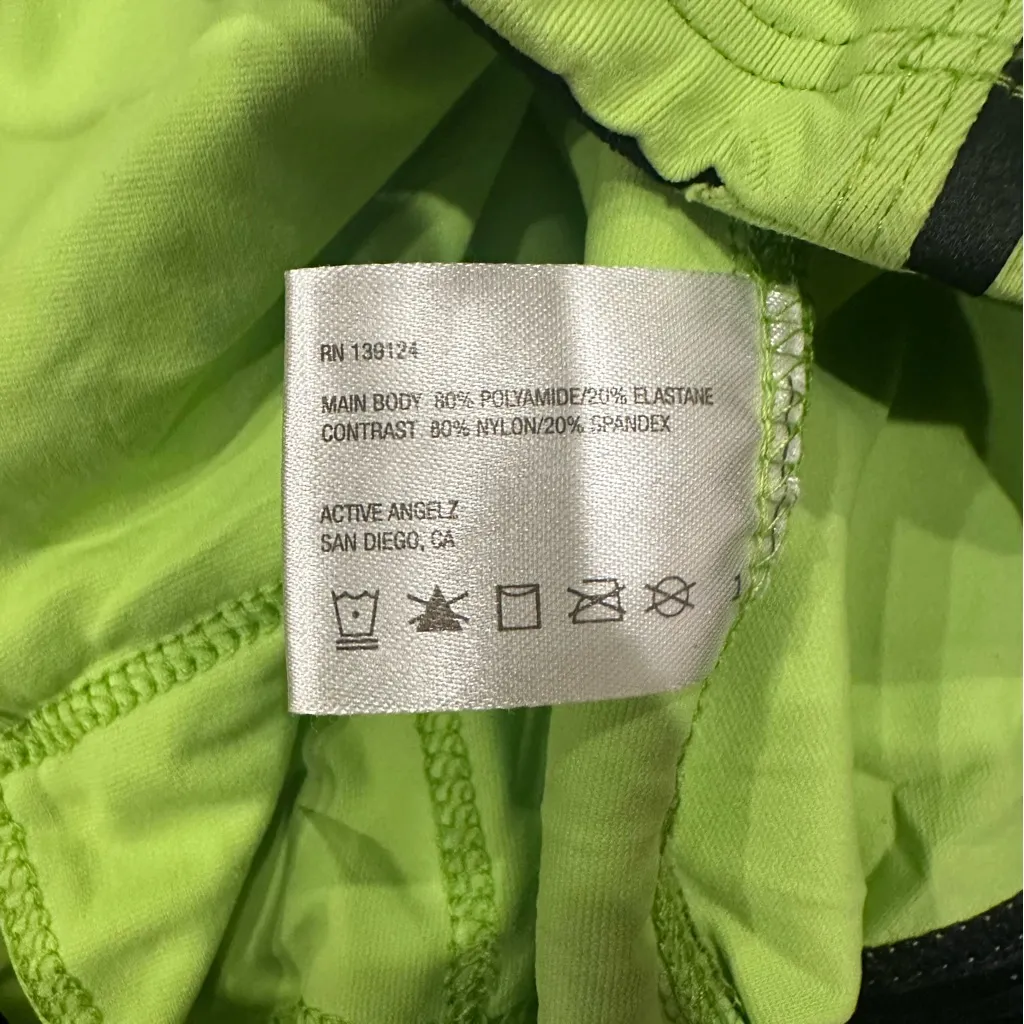 RN 139124
MAIN BODY 80% POLYAMIDE/20% ELASTANE
CONTRAST 80% NYLON/20% SPANDEX
ACTIVE ANGELZ
SAN DIEGO, CA